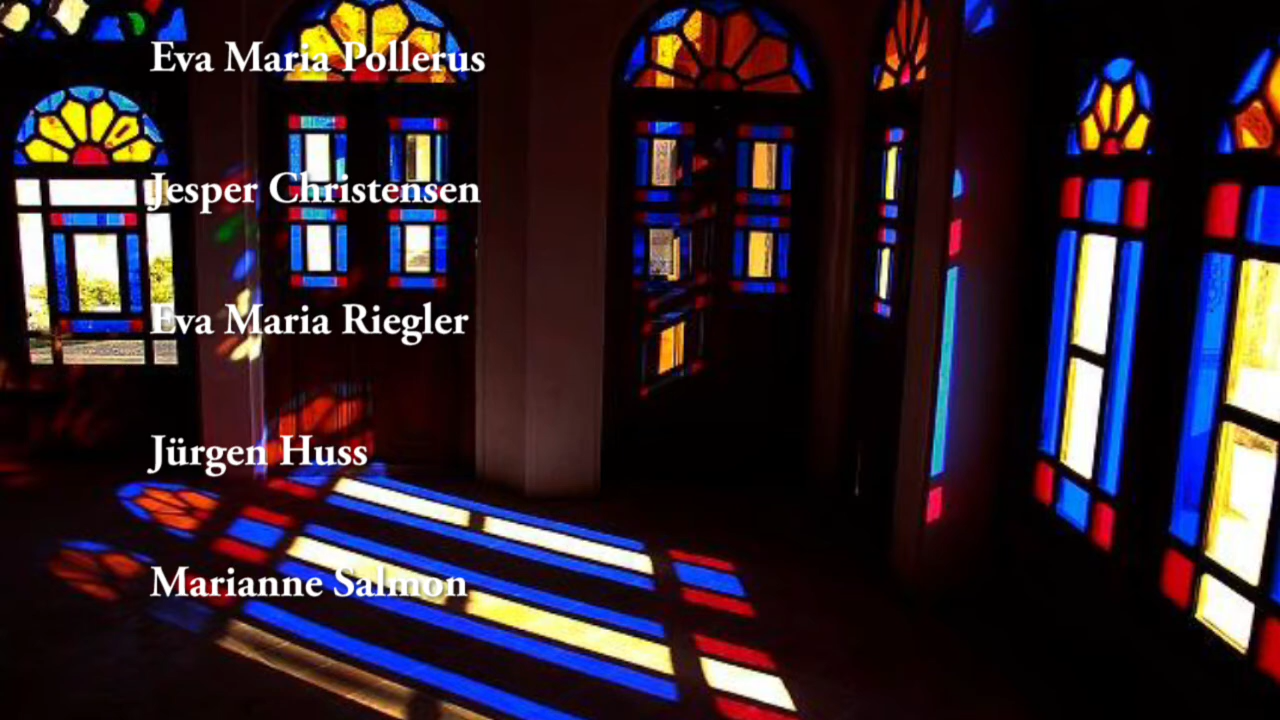 Eva Maria Pollerus
Jesper Christensen
Eva Maria Riegler
Jürgen Huss
Marianne Salmon